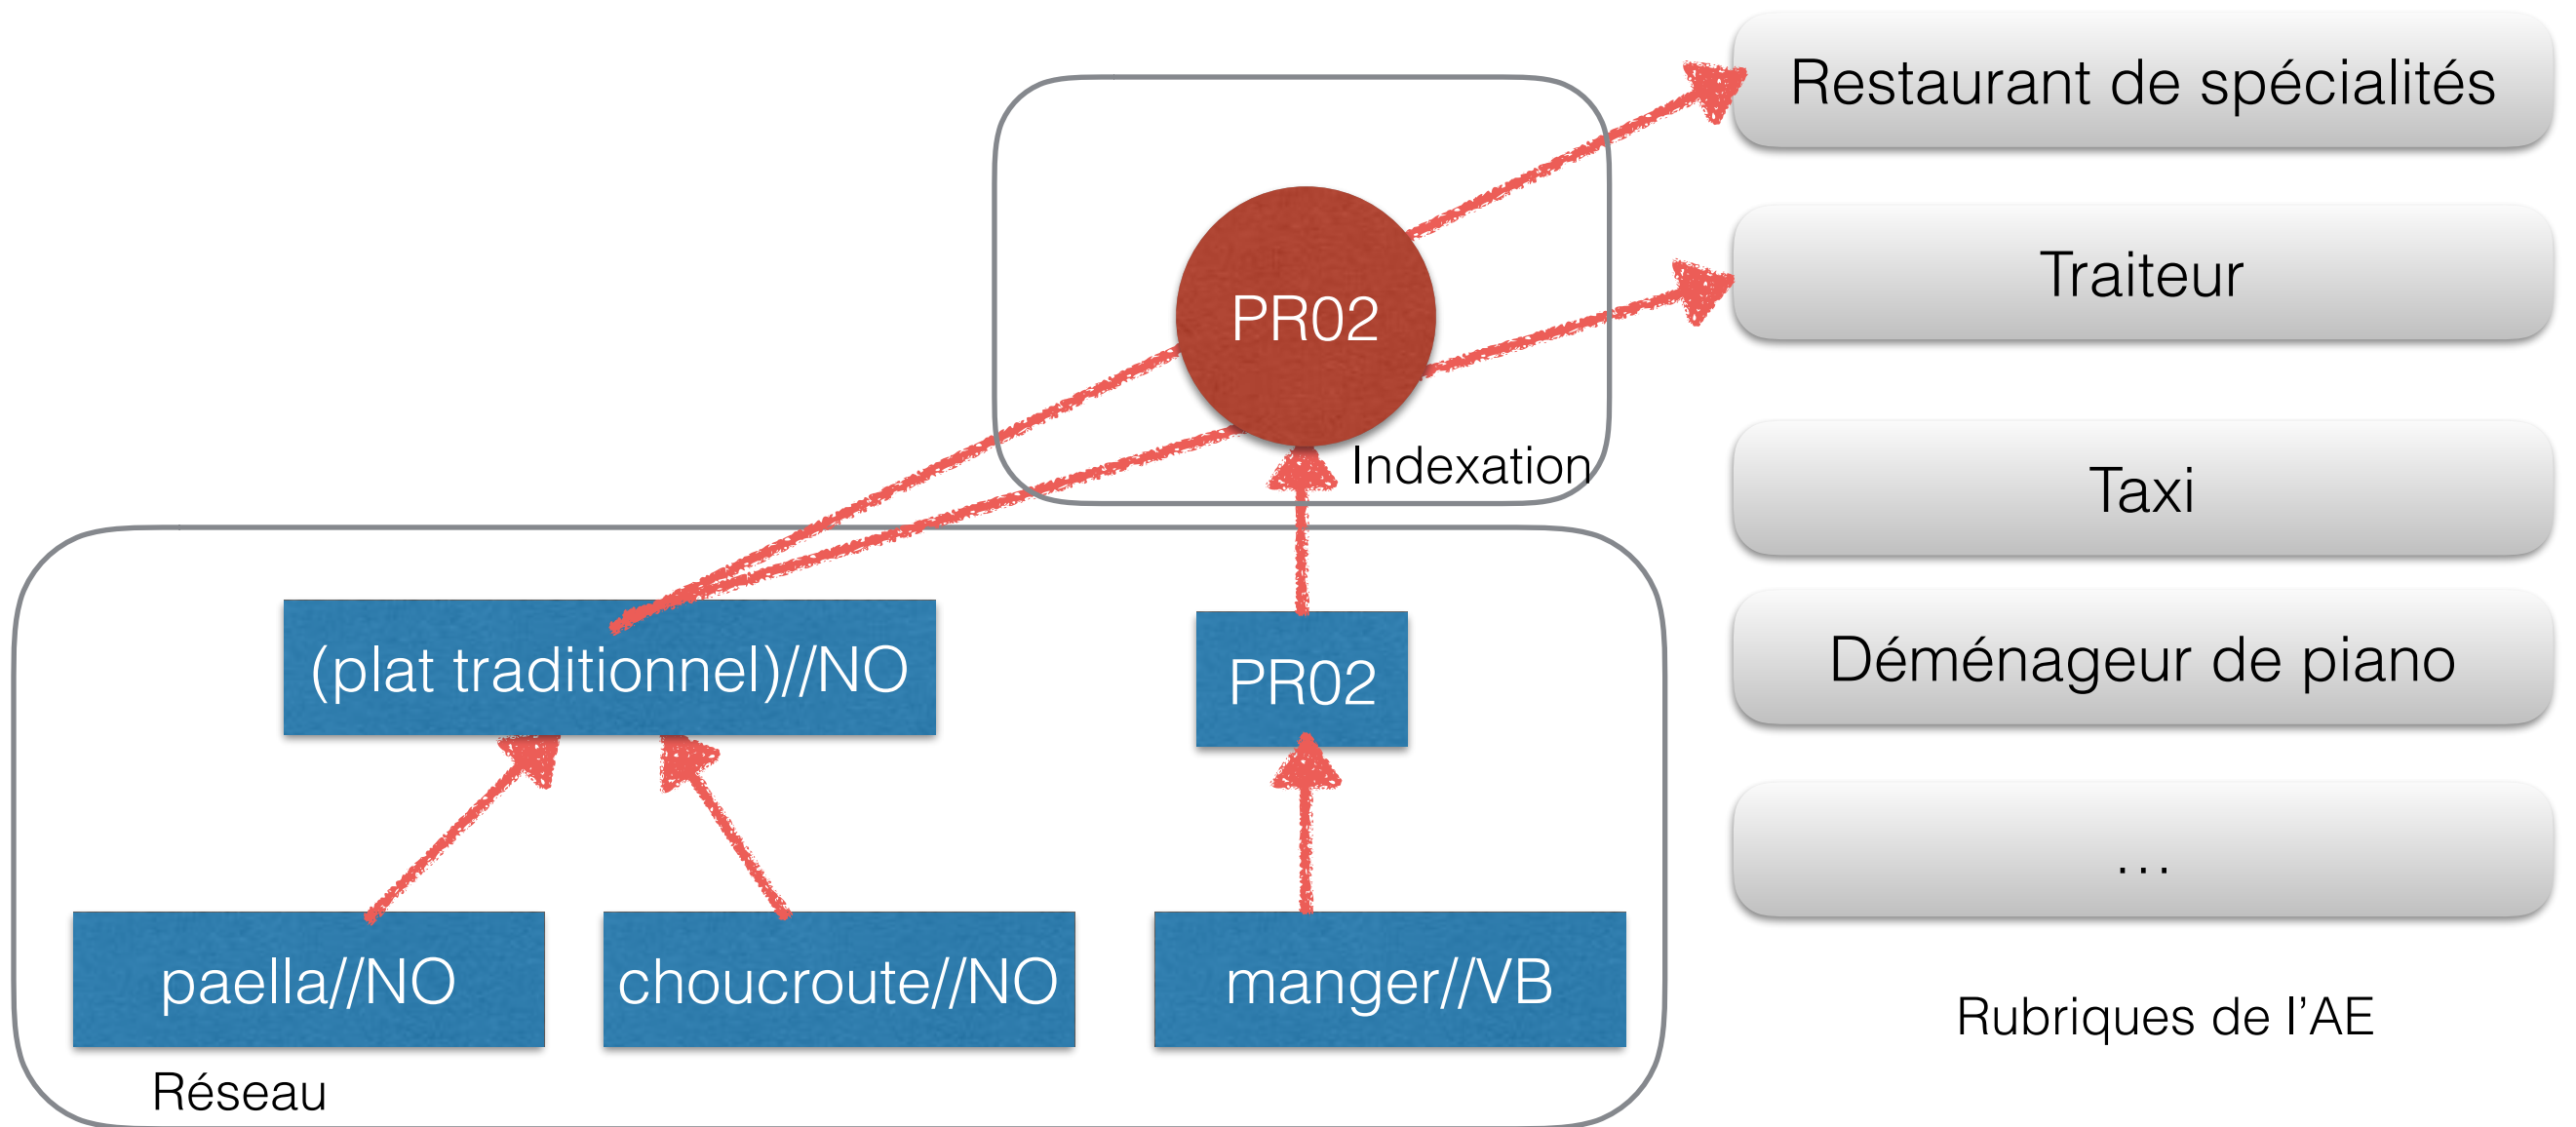 Restaurant de spécialités
Traiteur
PR02
Indexation
Taxi
(plat traditionnel)//NO
PR02
Déménageur de piano
...
paella//NO
choucroute//NO
manger//VB
Rubriques de l’AE
Réseau